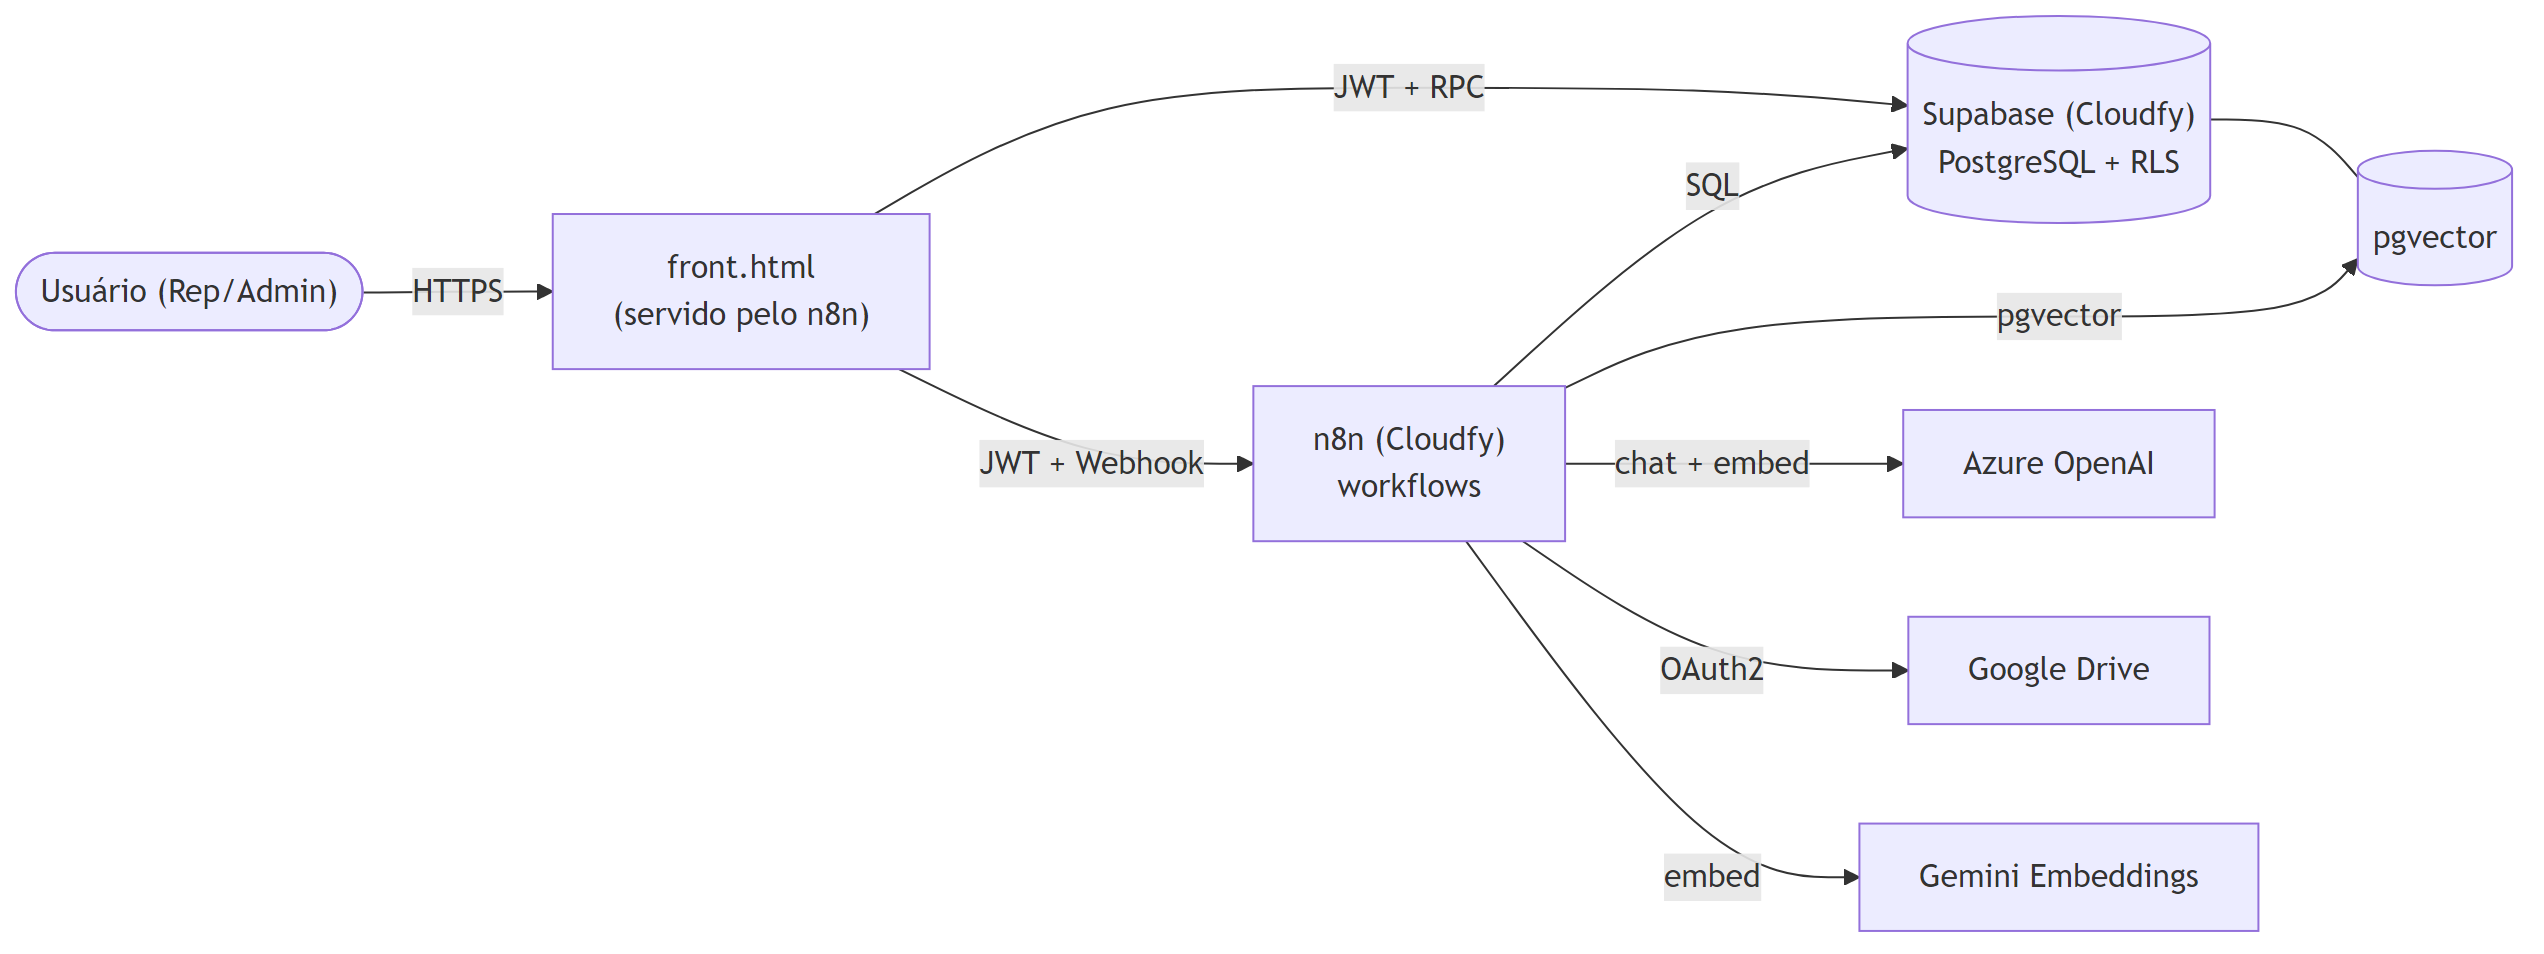 Usuário (Rep/Admin)
HTTPS
front.html
(servido pelo n8n)
JWT + RPC
JWT + Webhook
n8n (Cloudfy)
workflows
SQL
pgvector
chat + embed
OAuth2
embed
Supabase (Cloudfy)
PostgreSQL + RLS
pgvector
Azure OpenAI
Google Drive
Gemini Embeddings